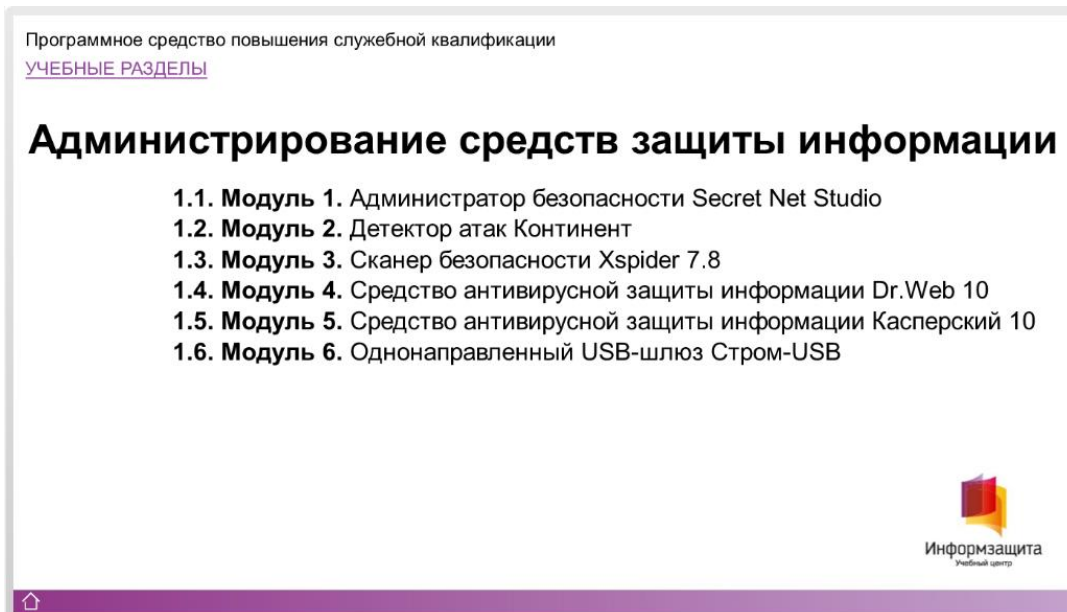 Программное средство повышения служебной квалификации
УЧЕБНЫЕ РАЗДЕЛЫ
Администрирование средств защиты информации
1.1. Модуль 1. Администратор безопасности Secret Net Studio
1.2. Модуль 2. Детектор атак Континент
1.3. Модуль 3. Сканер безопасности Xspider 7.8
1.4. Модуль 4. Средство антивирусной защиты информации Dr.Web 10
1.5. Модуль 5. Средство антивирусной защиты информации Касперский 10
1.6. Модуль 6. Однонаправленный USB-шлюз Стром-USB
Информзащита
Учебный центр